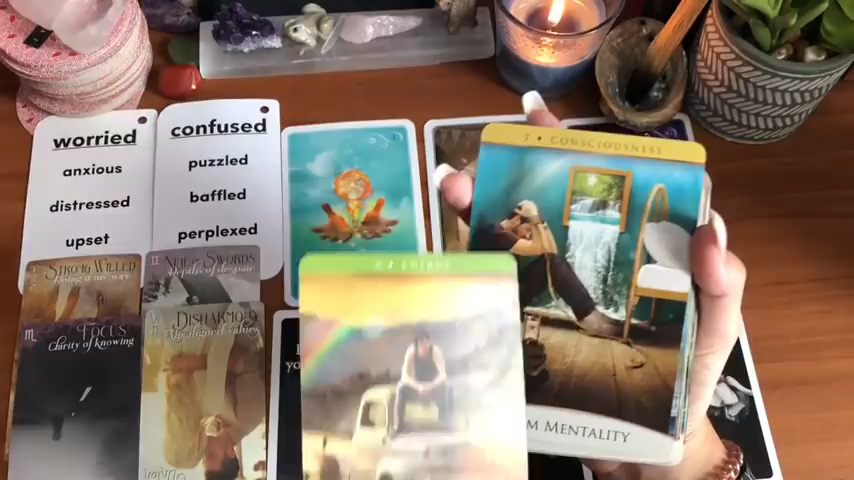 worried
anxious
distressed
upset
confused
puzzled
baffled
perplexed
STRONG WILLED
Doing it my way
NINE of SWORDS
Depths of despair
FOCUS
Clarity of knowing
DISHARMONY
Misaligned values
7 ♦ CONSCIOUSNESS
MENTALITY